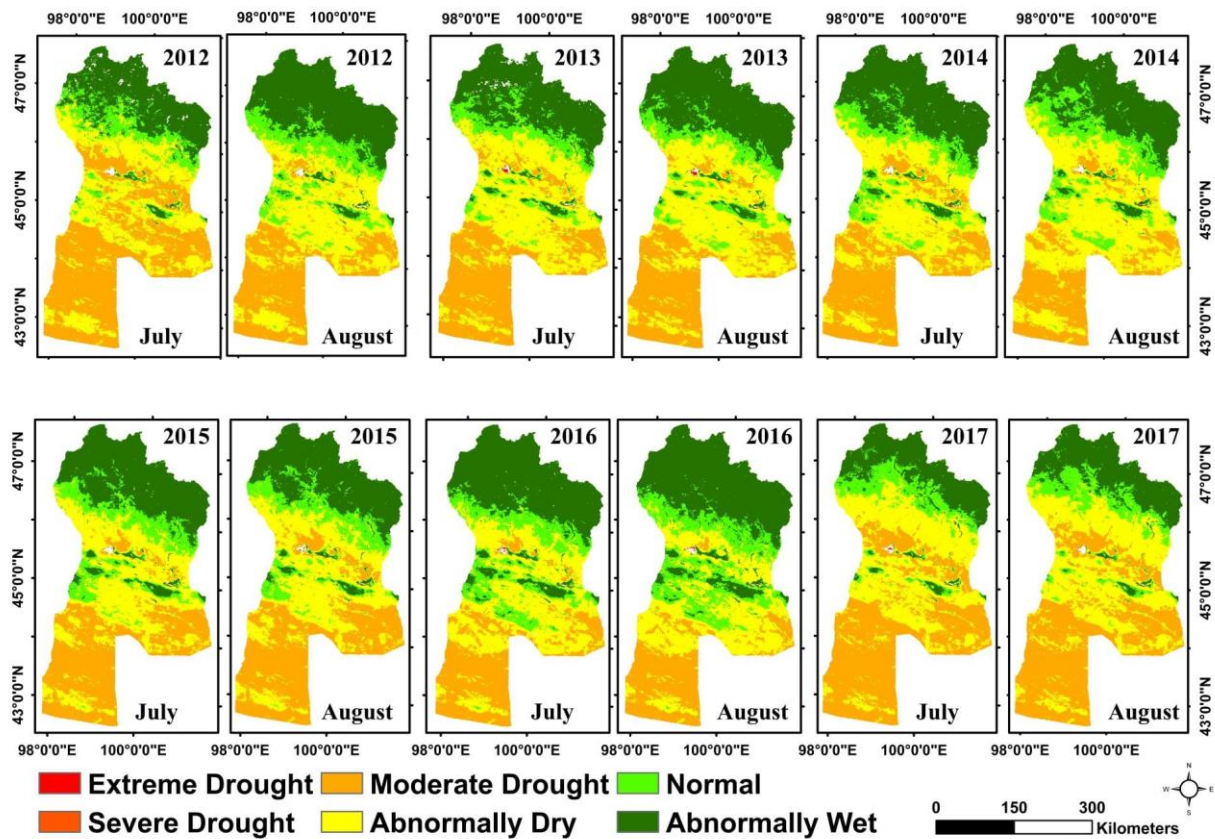 98°0'0"E 100°0'0"E 98°0'0"E 100°0'0"E 98°0'0"E 100°0'0"E 98°0'0"E 100°0'0"E 98°0'0"E 100°0'0"E 98°0'0"E 100°0'0"E
2012 2012 2013 2013 2014 2014
47°0'0"N 47°0'0"N
45°0'0"N 45°0'0"N
43°0'0"N 43°0'0"N
July August July August July August
2015 2015 2016 2016 2017 2017
47°0'0"N 47°0'0"N
45°0'0"N 45°0'0"N
43°0'0"N 43°0'0"N
July August July August July August
98°0'0"E 100°0'0"E 98°0'0"E 100°0'0"E 98°0'0"E 100°0'0"E 98°0'0"E 100°0'0"E 98°0'0"E 100°0'0"E 98°0'0"E 100°0'0"E
Extreme Drought Moderate Drought Normal
Severe Drought Abnormally Dry Abnormally Wet
0 150 300
Kilometers
N
W E
S